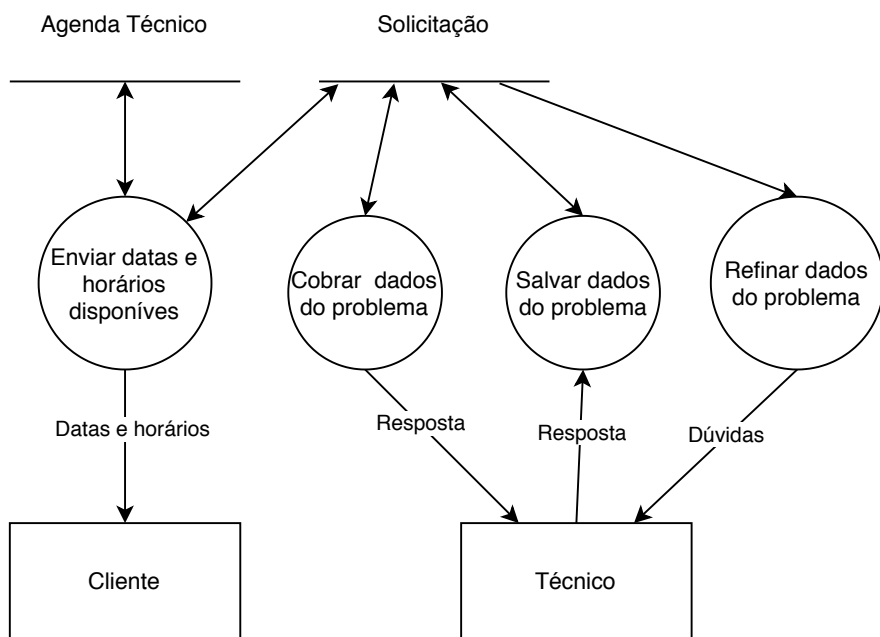 Agenda Técnico
Solicitação
Enviar datas e
horários
disponíves
Cobrar dados
do problema
Salvar dados
do problema
Refinar dados
do problema
Datas e horários
Resposta
Resposta
Dúvidas
Cliente
Técnico